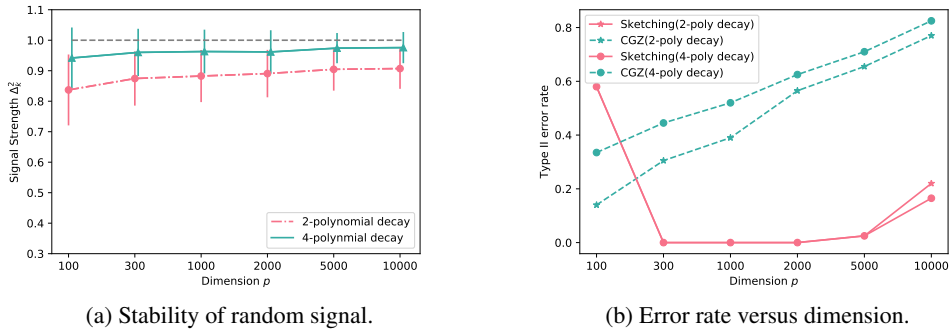 1.1
1.0
0.9
0.8
0.7
0.6
0.5
0.4
0.3
Signal Strength Δ²_ξ
2-polynomial decay
4-polynmial decay
100 300 1000 2000 5000 10000
Dimension p
(a) Stability of random signal.
Sketching(2-poly decay)
CGZ(2-poly decay)
Sketching(4-poly decay)
CGZ(4-poly decay)
0.8
0.6
0.4
0.2
0.0
Type II error rate
100 300 1000 2000 5000 10000
Dimension p
(b) Error rate versus dimension.